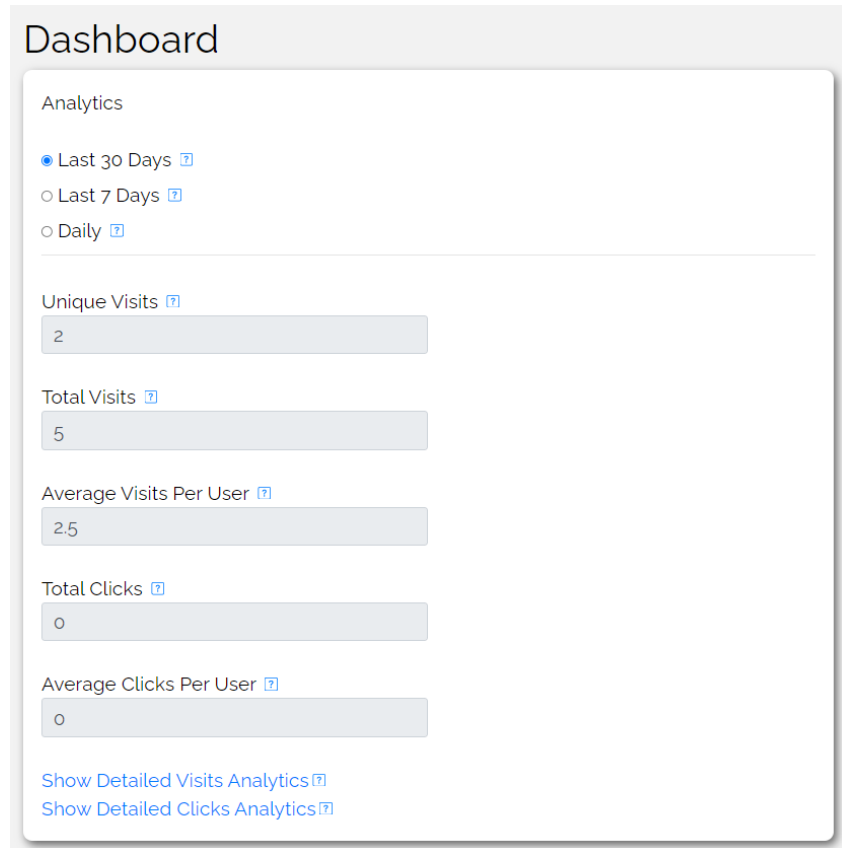 Dashboard
Analytics
Last 30 Days ?
Last 7 Days ?
Daily ?
Unique Visits ?
2
Total Visits ?
5
Average Visits Per User ?
2.5
Total Clicks ?
0
Average Clicks Per User ?
0
Show Detailed Visits Analytics ?
Show Detailed Clicks Analytics ?